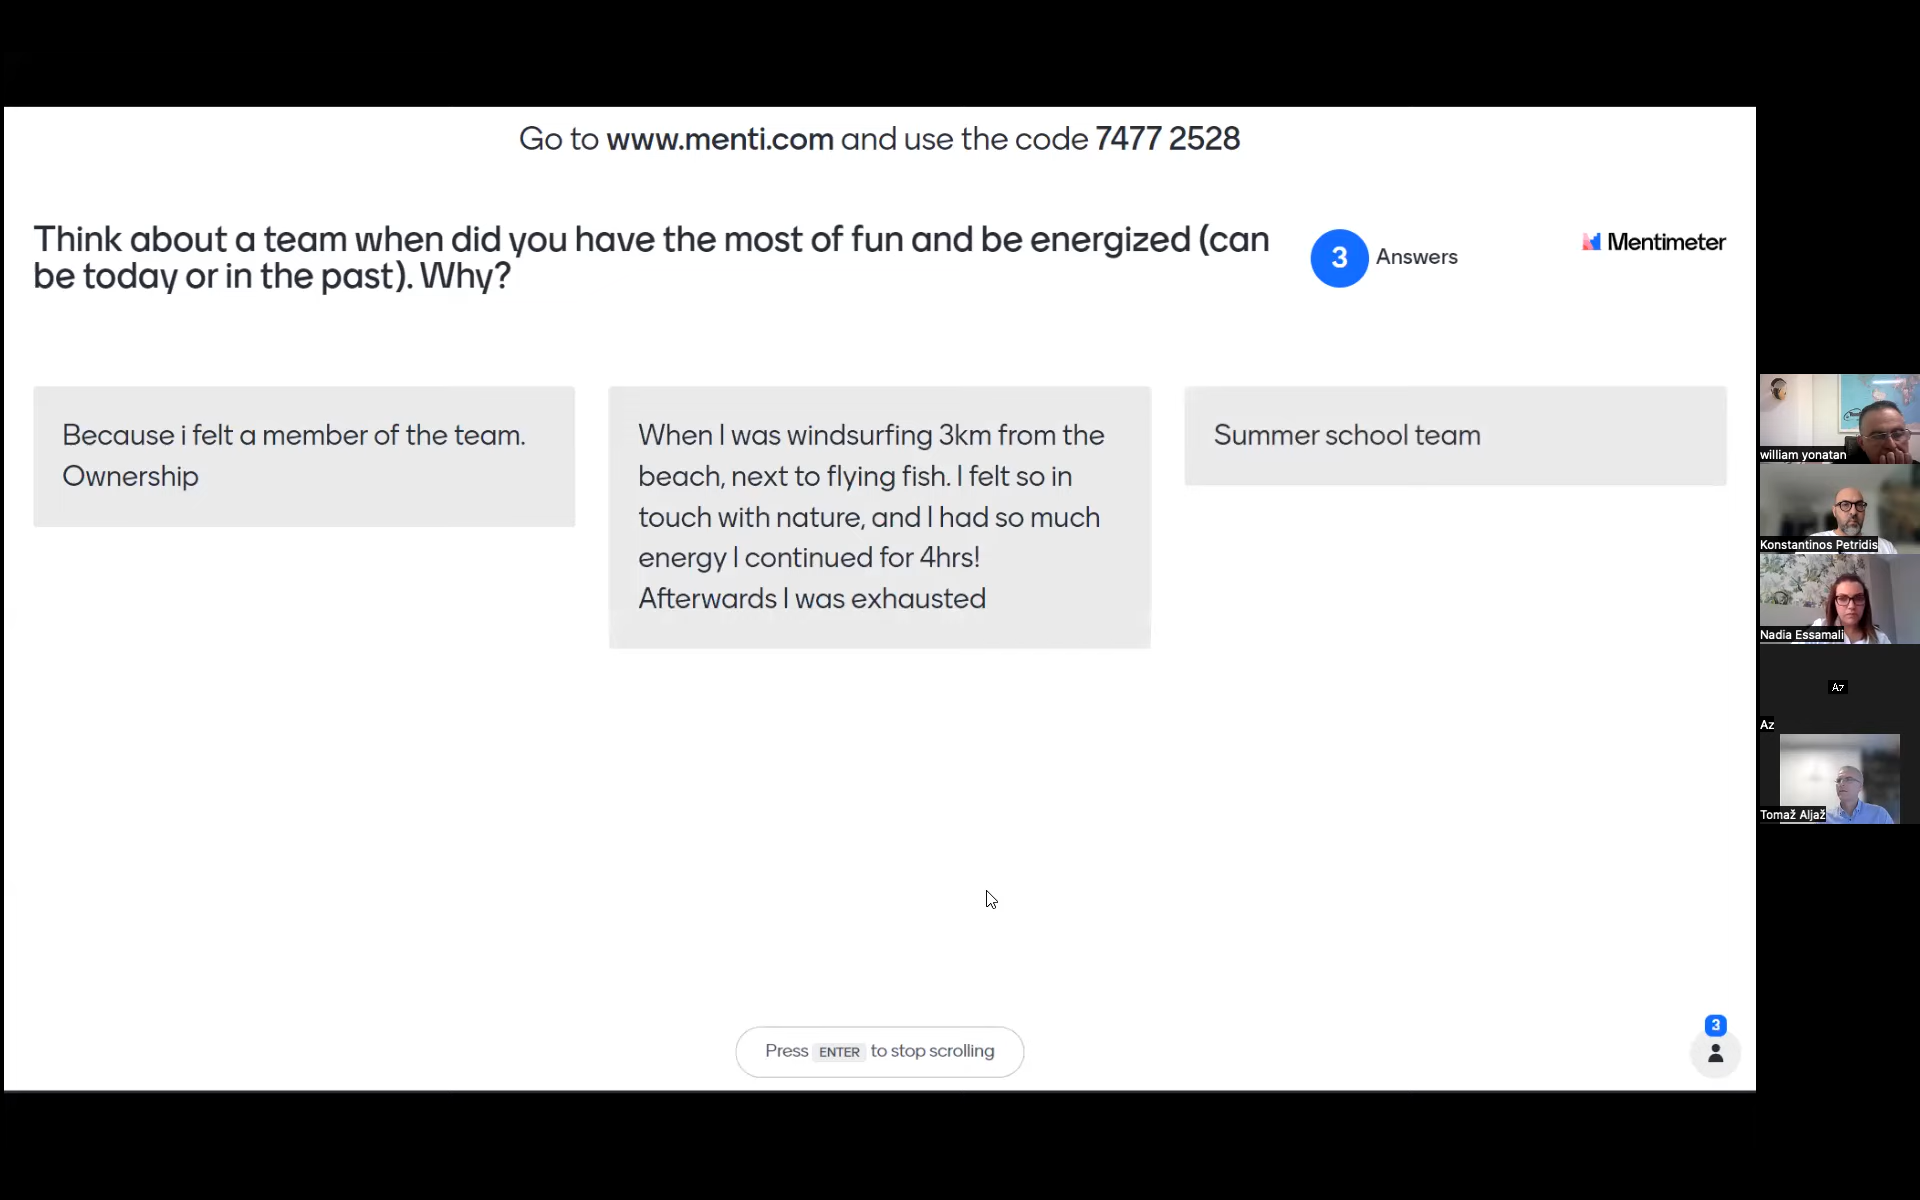 Go to www.menti.com and use the code 7477 2528
Think about a team when did you have the most of fun and be energized (can
be today or in the past). Why?
3 Answers
Mentimeter
Because i felt a member of the team.
Ownership
When I was windsurfing 3km from the
beach, next to flying fish. I felt so in
touch with nature, and I had so much
energy I continued for 4hrs!
Afterwards I was exhausted
Summer school team
william yonatan
Konstantinos Petridis
Nadia Essamali
Az
Az
Tomaž Aljaž
3
Press ENTER to stop scrolling